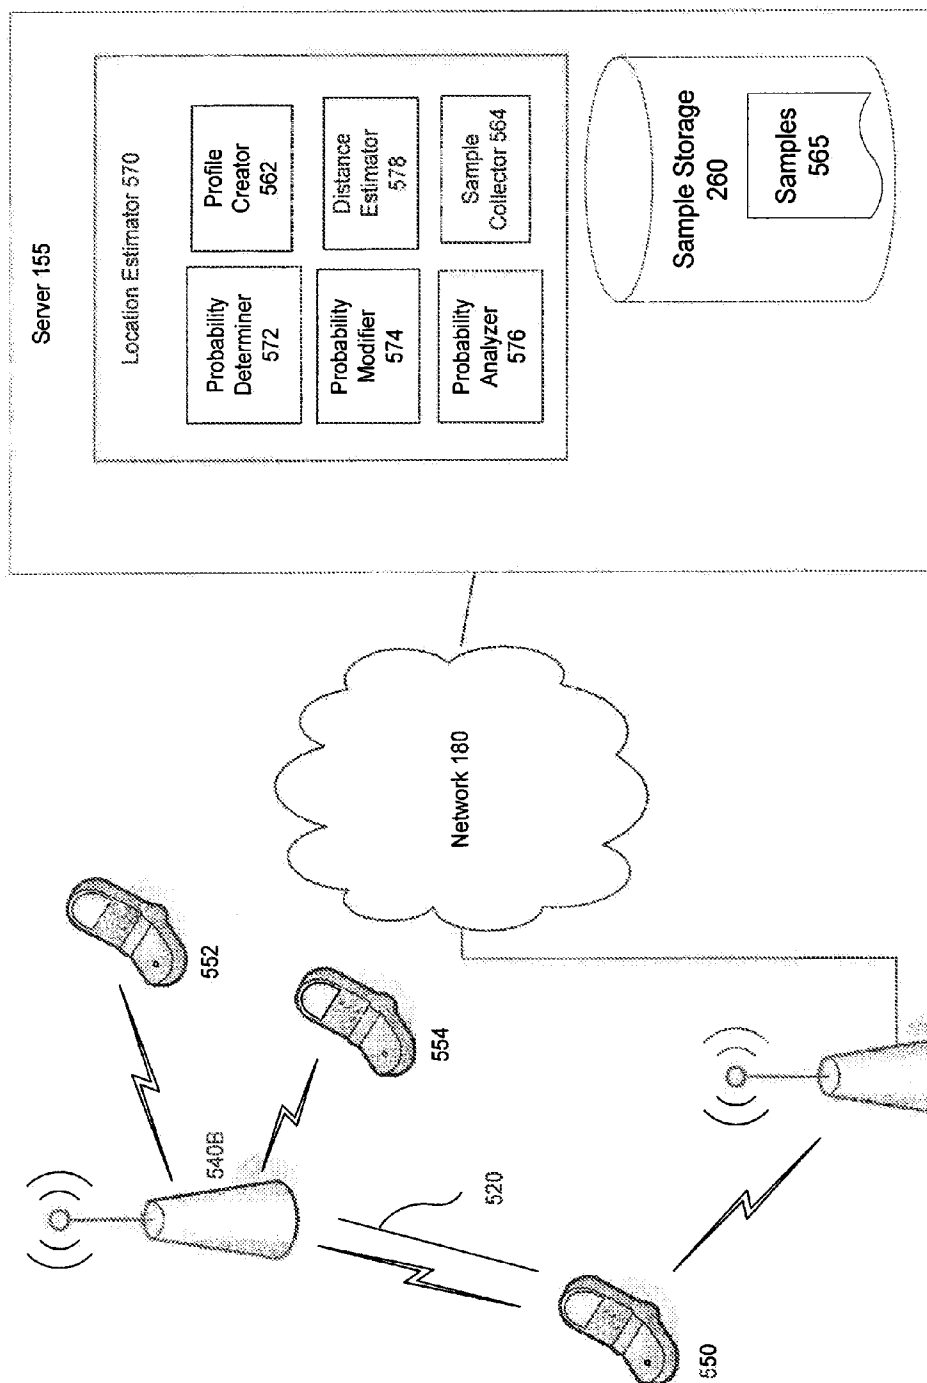 Server 155
Location Estimator 570
Probability
Determiner
572
Profile
Creator
562
Probability
Modifier
574
Distance
Estimator
578
Probability
Analyzer
576
Sample
Collector 564
Sample Storage
260
Samples
565
Network 180
552
554
540B
520
550